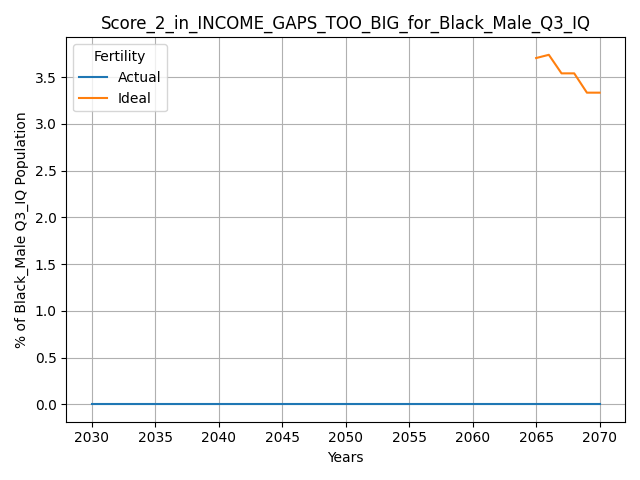 Score_2_in_INCOME_GAPS_TOO_BIG_for_Black_Male_Q3_IQ
Fertility
Actual
Ideal
% of Black_Male Q3_IQ Population
3.5
3.0
2.5
2.0
1.5
1.0
0.5
0.0
2030 2035 2040 2045 2050 2055 2060 2065 2070
Years